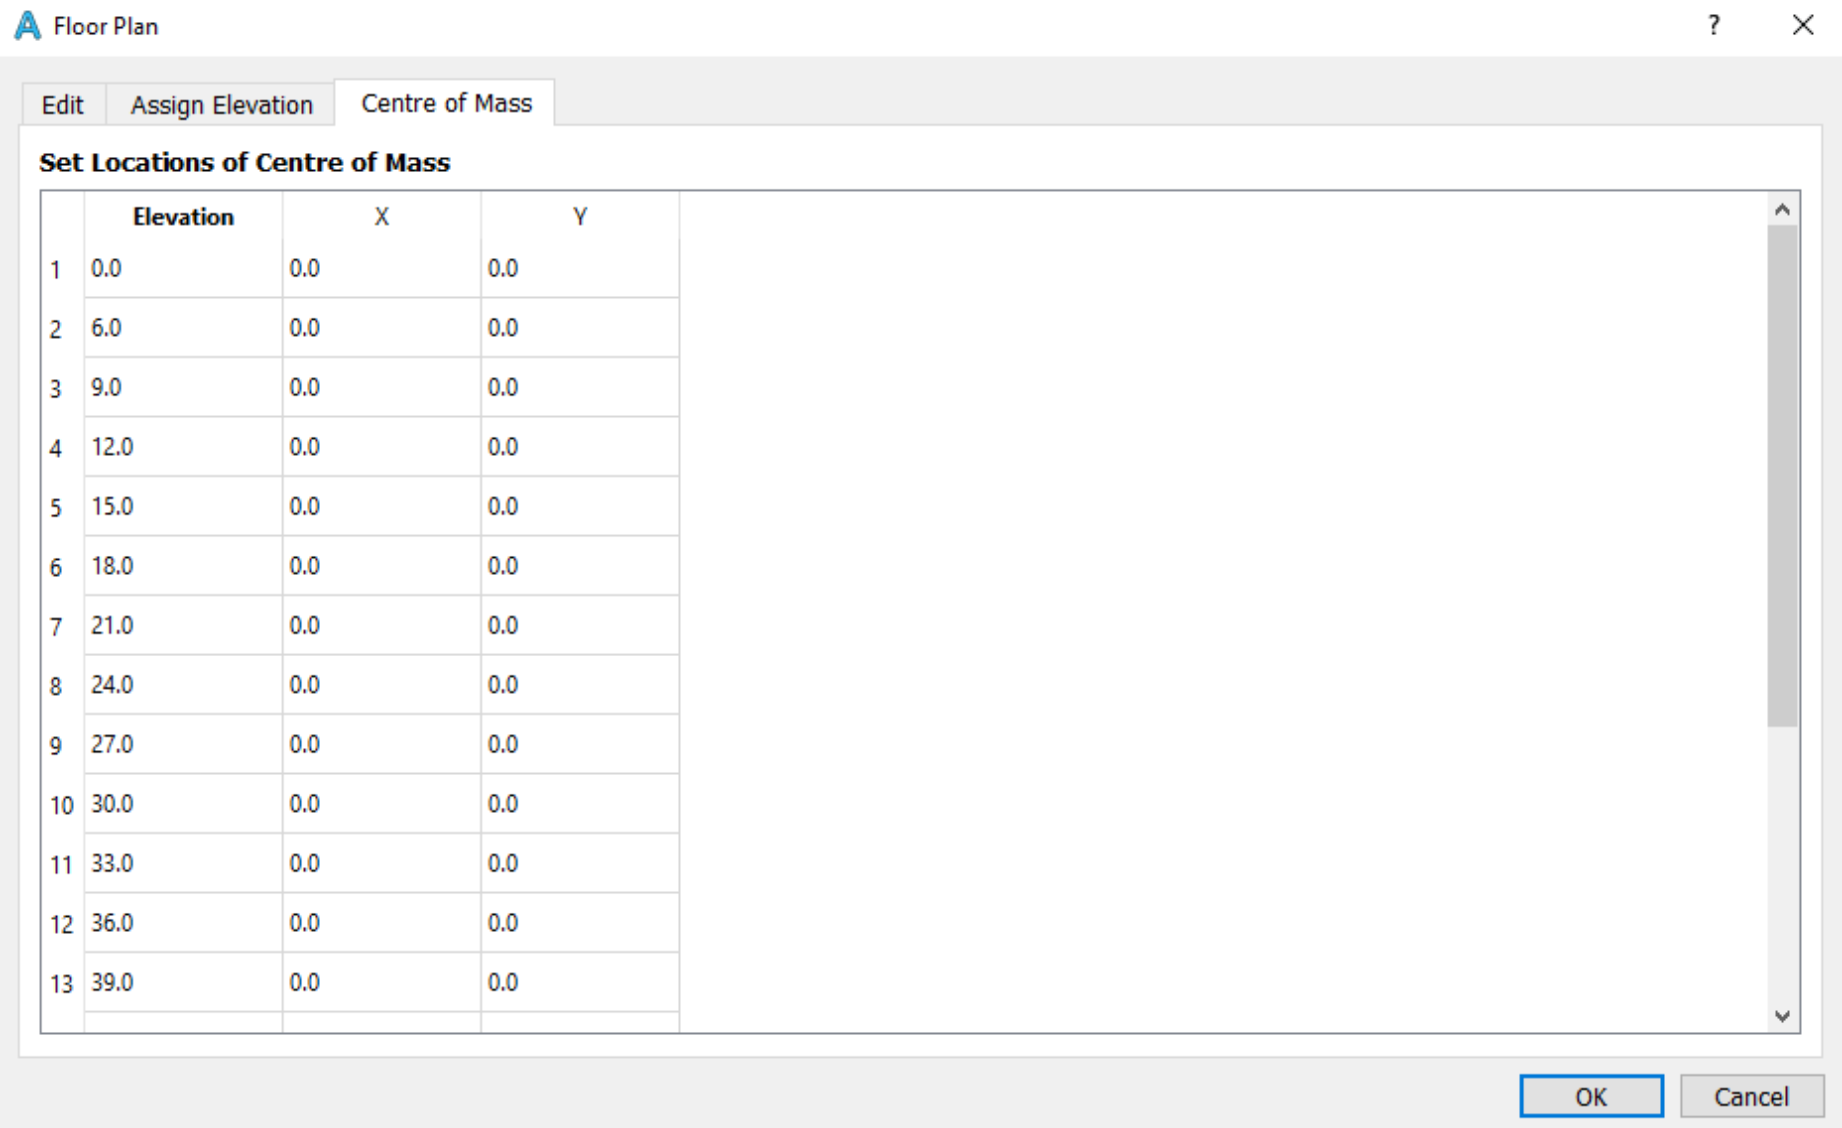 Floor Plan ?
Edit Assign Elevation Centre of Mass
Set Locations of Centre of Mass
Elevation X Y
1 0.0 0.0 0.0
2 6.0 0.0 0.0
3 9.0 0.0 0.0
4 12.0 0.0 0.0
5 15.0 0.0 0.0
6 18.0 0.0 0.0
7 21.0 0.0 0.0
8 24.0 0.0 0.0
9 27.0 0.0 0.0
10 30.0 0.0 0.0
11 33.0 0.0 0.0
12 36.0 0.0 0.0
13 39.0 0.0 0.0
OK Cancel